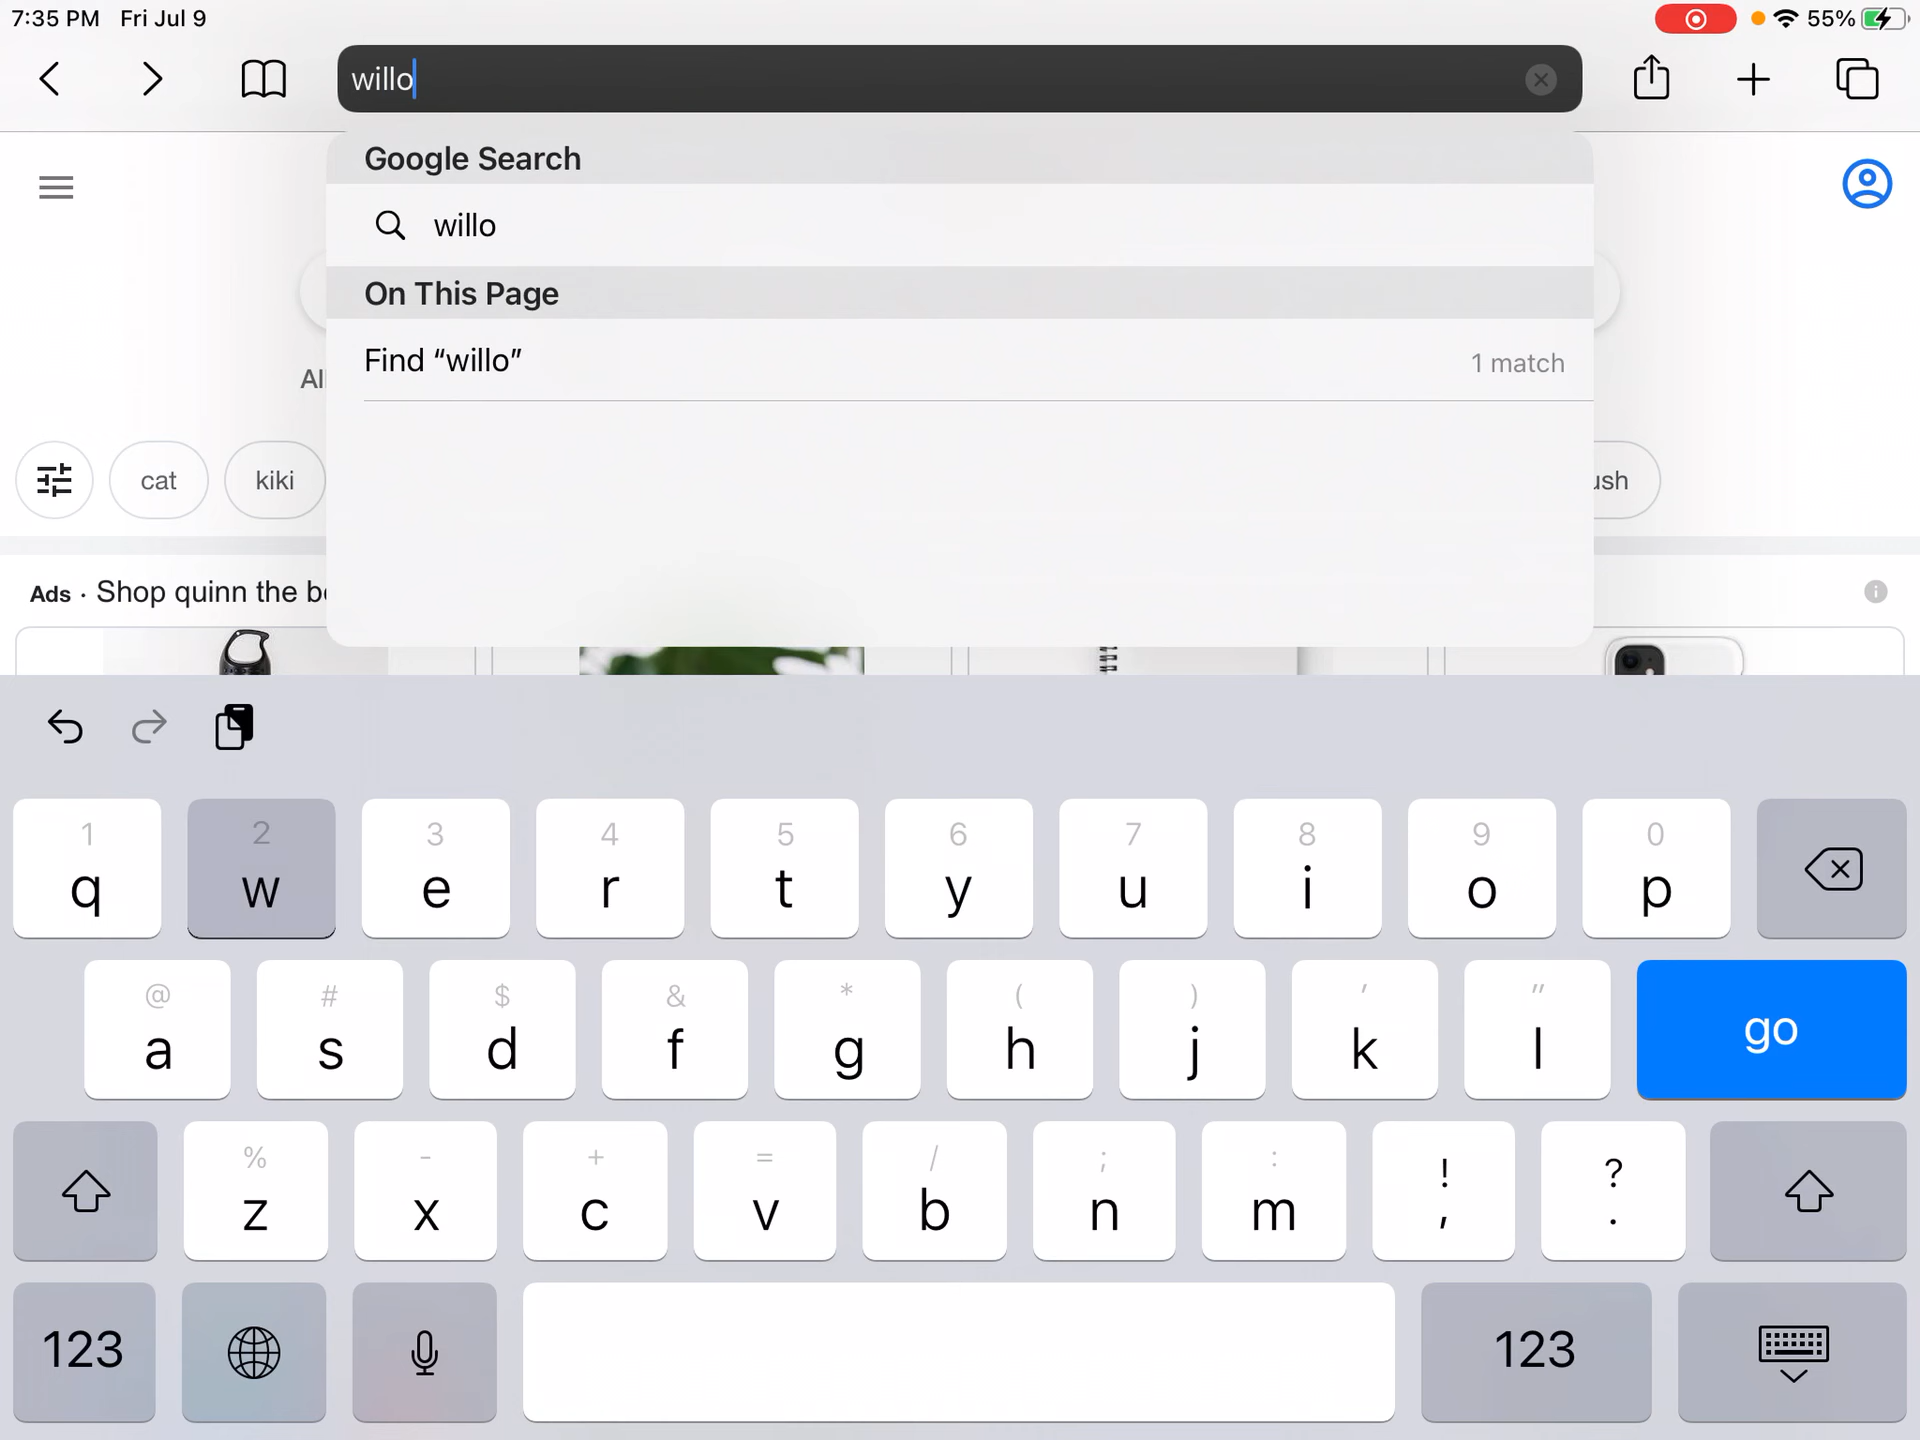 7:35 PM Fri Jul 9 55%
willo
Google Search
willo
On This Page
Find “willo” 1 match
Al
cat kiki ush
Ads · Shop quinn the b
1 2 3 4 5 6 7 8 9 0
q w e r t y u i o p
@ # $ & * ( ) ' "
a s d f g h j k l go
% - + = / ; : ! ?
z x c v b n m , .
123 123